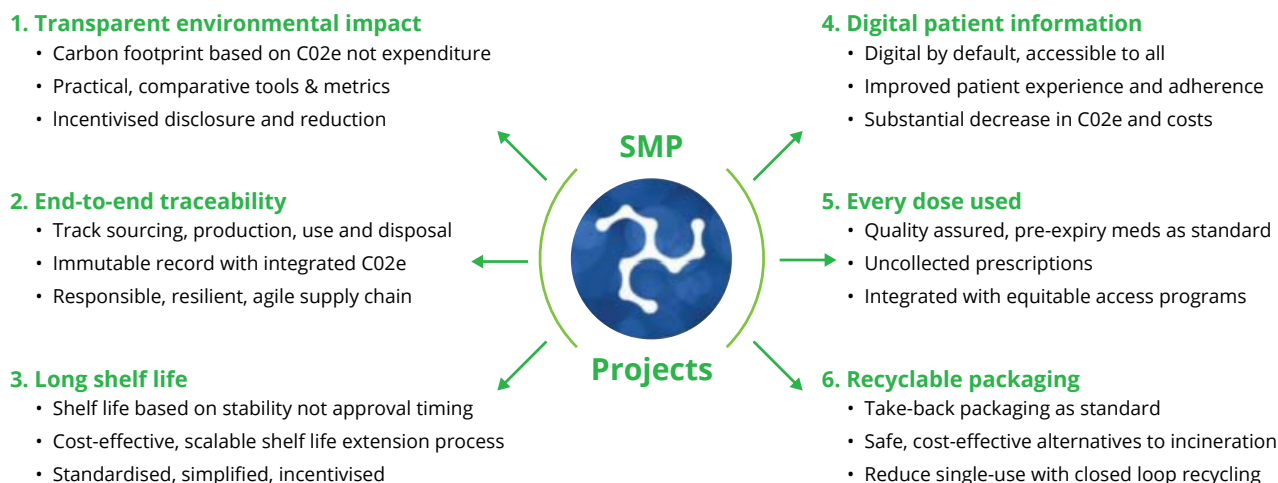 1. Transparent environmental impact
• Carbon footprint based on C02e not expenditure
• Practical, comparative tools & metrics
• Incentivised disclosure and reduction
2. End-to-end traceability
• Track sourcing, production, use and disposal
• Immutable record with integrated C02e
• Responsible, resilient, agile supply chain
3. Long shelf life
• Shelf life based on stability not approval timing
• Cost-effective, scalable shelf life extension process
• Standardised, simplified, incentivised
SMP
Projects
4. Digital patient information
• Digital by default, accessible to all
• Improved patient experience and adherence
• Substantial decrease in C02e and costs
5. Every dose used
• Quality assured, pre-expiry meds as standard
• Uncollected prescriptions
• Integrated with equitable access programs
6. Recyclable packaging
• Take-back packaging as standard
• Safe, cost-effective alternatives to incineration
• Reduce single-use with closed loop recycling